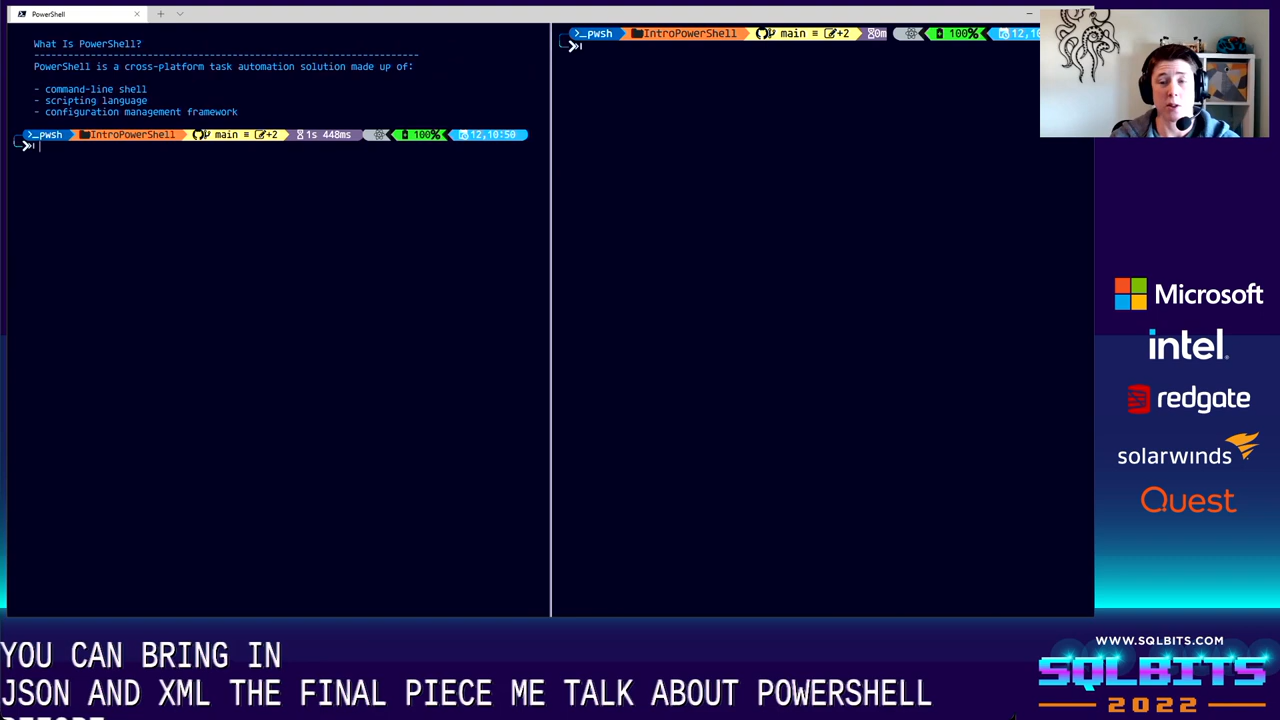 PowerShell
What Is PowerShell?
PowerShell is a cross-platform task automation solution made up of:
- command-line shell
- scripting language
- configuration management framework
pwsh IntroPowerShell main ≡ +2 1s 448ms 100% 12,10:50
pwsh IntroPowerShell main ≡ +2 0m 100% 12,10
Microsoft
intel.
redgate
solarwinds
Quest
WWW.SQLBITS.COM
SQLBITS
2022
YOU CAN BRING IN
JSON AND XML THE FINAL PIECE ME TALK ABOUT POWERSHELL